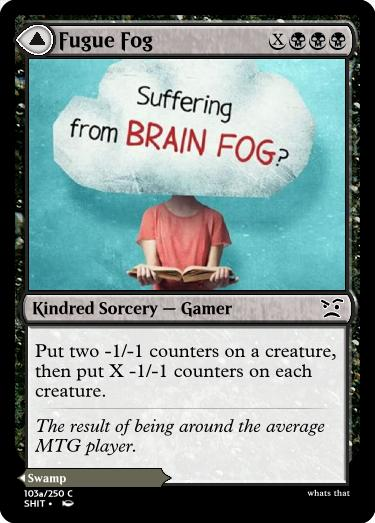 Fugue Fog X
Suffering
from BRAIN FOG?
Kindred Sorcery — Gamer
Put two -1/-1 counters on a creature,
then put X -1/-1 counters on each
creature.
The result of being around the average
MTG player.
Swamp
103a/250 C
SHIT • whats that